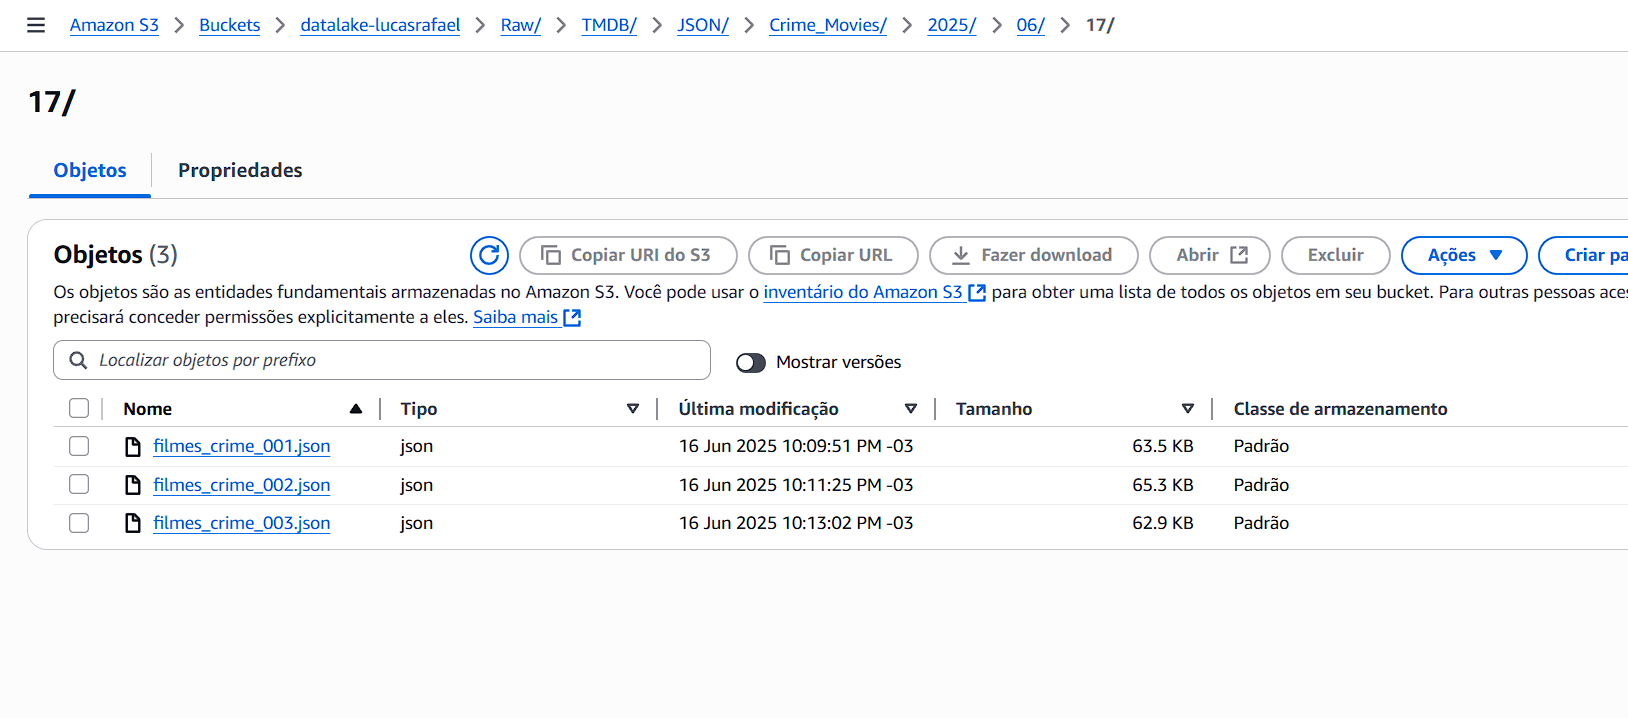 Amazon S3 > Buckets > datalake-lucasrafael > Raw/ > TMDB/ > JSON/ > Crime_Movies/ > 2025/ > 06/ > 17/
17/
Objetos Propriedades
Objetos (3) Copiar URI do S3 Copiar URL Fazer download Abrir Excluir Ações Criar pa
Os objetos são as entidades fundamentais armazenadas no Amazon S3. Você pode usar o inventário do Amazon S3 para obter uma lista de todos os objetos em seu bucket. Para outras pessoas aces
precisará conceder permissões explicitamente a eles. Saiba mais
Localizar objetos por prefixo Mostrar versões
Nome Tipo Última modificação Tamanho Classe de armazenamento
filmes_crime_001.json json 16 Jun 2025 10:09:51 PM -03 63.5 KB Padrão
filmes_crime_002.json json 16 Jun 2025 10:11:25 PM -03 65.3 KB Padrão
filmes_crime_003.json json 16 Jun 2025 10:13:02 PM -03 62.9 KB Padrão